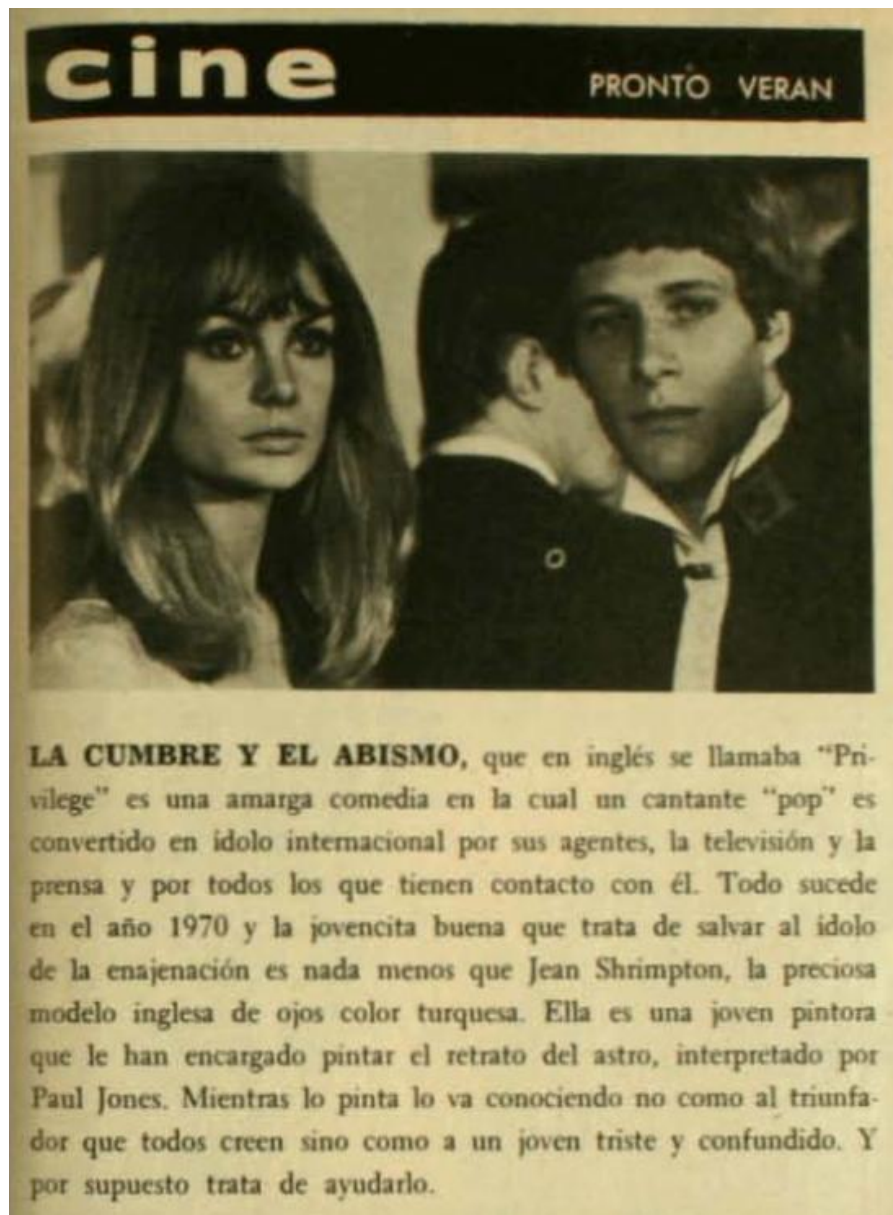 cine
PRONTO VERAN
LA CUMBRE Y EL ABISMO, que en inglés se llamaba "Pri-
vilege" es una amarga comedia en la cual un cantante "pop" es
convertido en ídolo internacional por sus agentes, la televisión y la
prensa y por todos los que tienen contacto con él. Todo sucede
en el año 1970 y la jovencita buena que trata de salvar al ídolo
de la enajenación es nada menos que Jean Shrimpton, la preciosa
modelo inglesa de ojos color turquesa. Ella es una joven pintora
que le han encargado pintar el retrato del astro, interpretado por
Paul Jones. Mientras lo pinta lo va conociendo no como al triunfa-
dor que todos creen sino como a un joven triste y confundido. Y
por supuesto trata de ayudarlo.